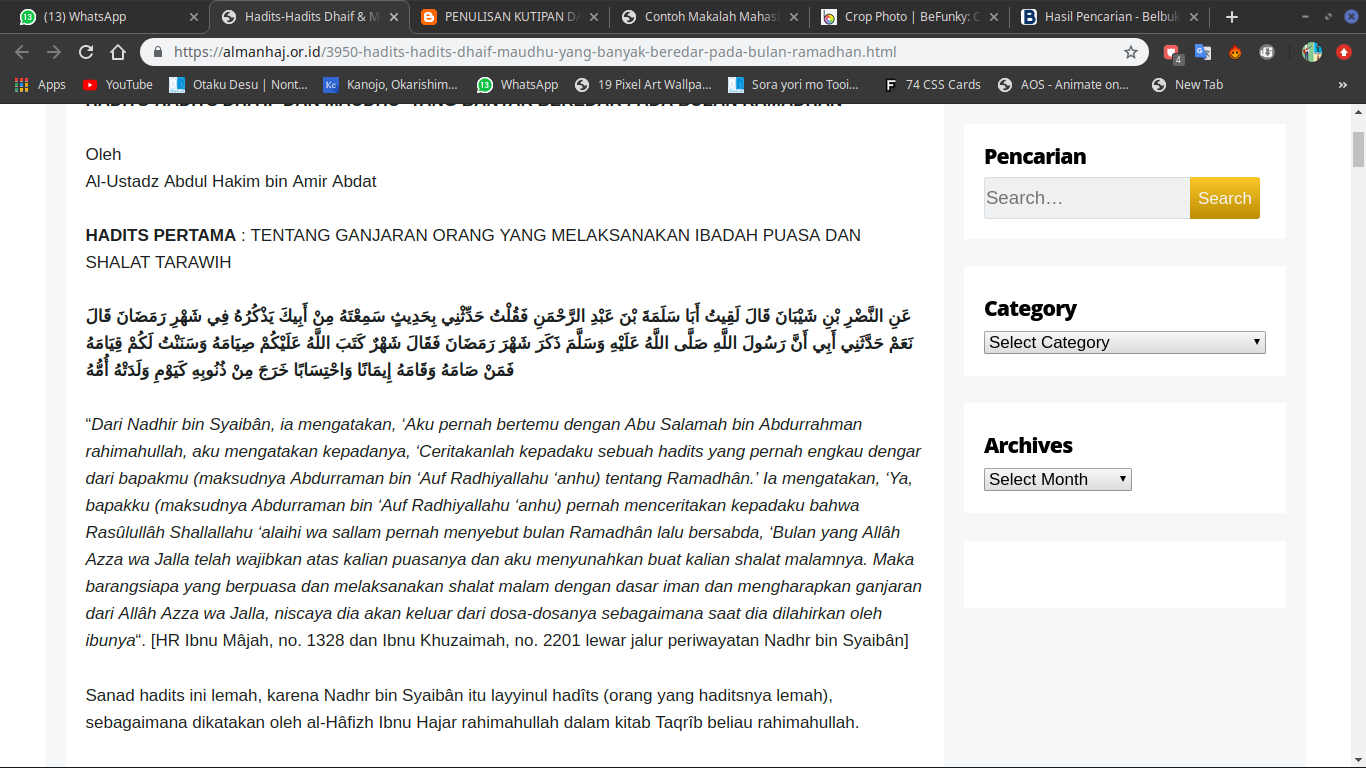 (13) WhatsApp
Hadits-Hadits Dhaif & M
PENULISAN KUTIPAN DA
Contoh Makalah Mahasi
Crop Photo | BeFunky: C
Hasil Pencarian - Belbuk
https://almanhaj.or.id/3950-hadits-hadits-dhaif-maudhu-yang-banyak-beredar-pada-bulan-ramadhan.html
4
Apps
YouTube
Otaku Desu | Nont...
Kc Kanojo, Okarishim...
13 WhatsApp
19 Pixel Art Wallpa...
Sora yori mo Tooi...
F 74 CSS Cards
AOS - Animate on...
New Tab
»
Oleh
Al-Ustadz Abdul Hakim bin Amir Abdat
HADITS PERTAMA : TENTANG GANJARAN ORANG YANG MELAKSANAKAN IBADAH PUASA DAN
SHALAT TARAWIH
عَنِ النَّضْرِ بْنِ شَيْبَانَ قَالَ لَقِيتُ أَبَا سَلَمَةَ بْنَ عَبْدِ الرَّحْمَنِ فَقُلْتُ حَدِّثْنِي بِحَدِيثٍ سَمِعْتَهُ مِنْ أَبِيكَ يَذْكُرُهُ فِي شَهْرِ رَمَضَانَ قَالَ
نَعَمْ حَدَّثَنِي أَبِي أَنَّ رَسُولَ اللَّهِ صَلَّى اللَّهُ عَلَيْهِ وَسَلَّمَ ذَكَرَ شَهْرَ رَمَضَانَ فَقَالَ شَهْرٌ كَتَبَ اللَّهُ عَلَيْكُمْ صِيَامَهُ وَسَنَنْتُ لَكُمْ قِيَامَهُ
فَمَنْ صَامَهُ وَقَامَهُ إِيمَانًا وَاحْتِسَابًا خَرَجَ مِنْ ذُنُوبِهِ كَيَوْمِ وَلَدَتْهُ أُمُّهُ
“Dari Nadhir bin Syaibân, ia mengatakan, ‘Aku pernah bertemu dengan Abu Salamah bin Abdurrahman
rahimahullah, aku mengatakan kepadanya, ‘Ceritakanlah kepadaku sebuah hadits yang pernah engkau dengar
dari bapakmu (maksudnya Abdurraman bin ‘Auf Radhiyallahu ‘anhu) tentang Ramadhân.’ Ia mengatakan, ‘Ya,
bapakku (maksudnya Abdurraman bin ‘Auf Radhiyallahu ‘anhu) pernah menceritakan kepadaku bahwa
Rasûlullâh Shallallahu ‘alaihi wa sallam pernah menyebut bulan Ramadhân lalu bersabda, ‘Bulan yang Allâh
Azza wa Jalla telah wajibkan atas kalian puasanya dan aku menyunahkan buat kalian shalat malamnya. Maka
barangsiapa yang berpuasa dan melaksanakan shalat malam dengan dasar iman dan mengharapkan ganjaran
dari Allâh Azza wa Jalla, niscaya dia akan keluar dari dosa-dosanya sebagaimana saat dia dilahirkan oleh
ibunya“. [HR Ibnu Mâjah, no. 1328 dan Ibnu Khuzaimah, no. 2201 lewar jalur periwayatan Nadhr bin Syaibân]
Sanad hadits ini lemah, karena Nadhr bin Syaibân itu layyinul hadîts (orang yang haditsnya lemah),
sebagaimana dikatakan oleh al-Hâfizh Ibnu Hajar rahimahullah dalam kitab Taqrîb beliau rahimahullah.
Pencarian
Search…
Search
Category
Select Category
Archives
Select Month